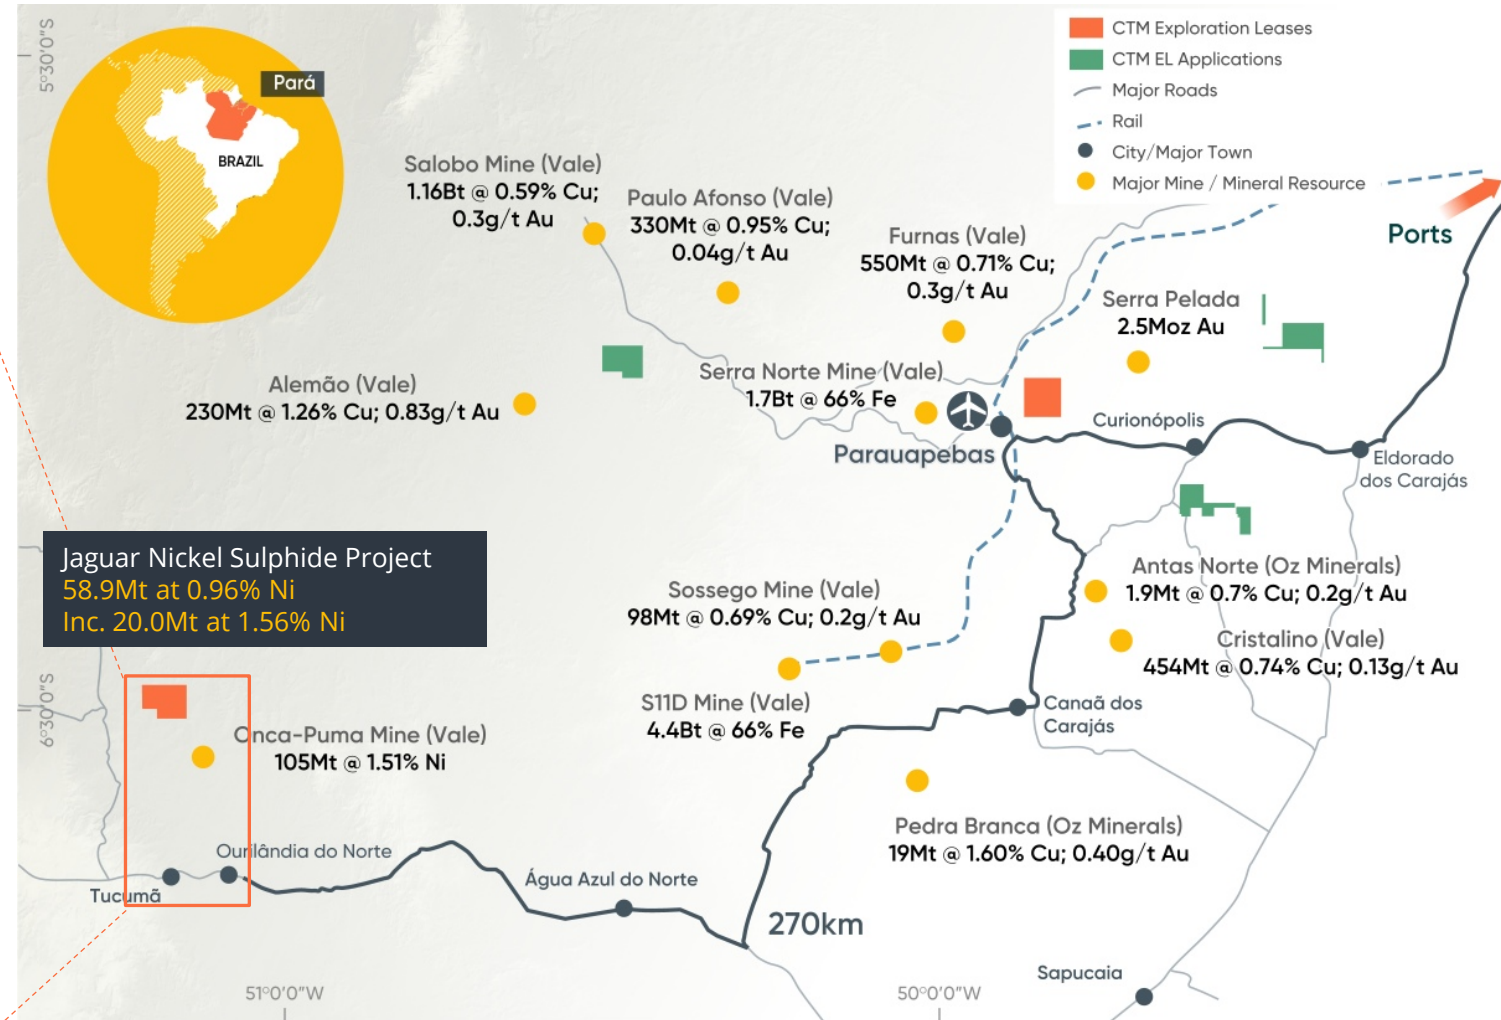 5°30'0"S
Pará
BRAZIL
CTM Exploration Leases
CTM EL Applications
Major Roads
Rail
City/Major Town
Major Mine / Mineral Resource
Ports
Salobo Mine (Vale)
1.16Bt @ 0.59% Cu;
0.3g/t Au
Paulo Afonso (Vale)
330Mt @ 0.95% Cu;
0.04g/t Au
Furnas (Vale)
550Mt @ 0.71% Cu;
0.3g/t Au
Serra Pelada
2.5Moz Au
Alemão (Vale)
230Mt @ 1.26% Cu; 0.83g/t Au
Serra Norte Mine (Vale)
1.7Bt @ 66% Fe
Parauapebas
Curionópolis
Eldorado
dos Carajás
Jaguar Nickel Sulphide Project
58.9Mt at 0.96% Ni
Inc. 20.0Mt at 1.56% Ni
Sossego Mine (Vale)
98Mt @ 0.69% Cu; 0.2g/t Au
Antas Norte (Oz Minerals)
1.9Mt @ 0.7% Cu; 0.2g/t Au
Cristalino (Vale)
454Mt @ 0.74% Cu; 0.13g/t Au
6°30'0"S
S11D Mine (Vale)
4.4Bt @ 66% Fe
Canaã dos
Carajás
Onca-Puma Mine (Vale)
105Mt @ 1.51% Ni
Pedra Branca (Oz Minerals)
19Mt @ 1.60% Cu; 0.40g/t Au
Ourilândia do Norte
Tucumã
Água Azul do Norte
270km
Sapucaia
51°0'0"W
50°0'0"W